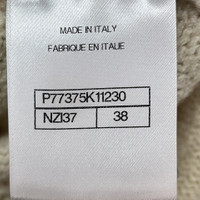 MADE IN ITALY
FABRIQUE EN ITALIE
P77375K11230
NZI37 38